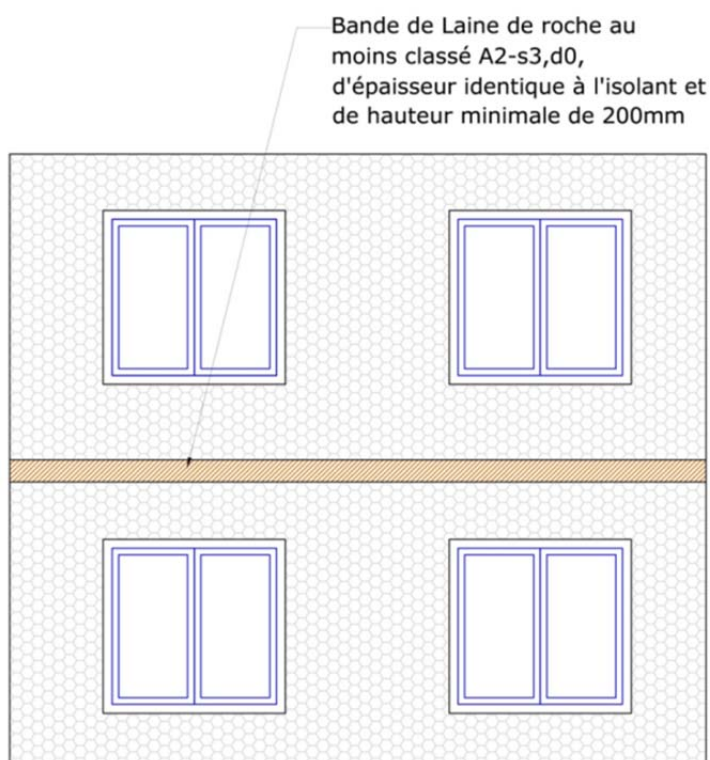 Bande de Laine de roche au
moins classé A2-s3,d0,
d'épaisseur identique à l'isolant et
de hauteur minimale de 200mm